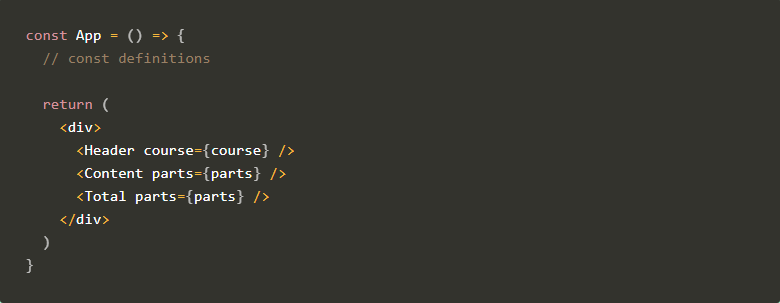 const App = () => {
  // const definitions

  return (
    <div>
      <Header course={course} />
      <Content parts={parts} />
      <Total parts={parts} />
    </div>
  )
}